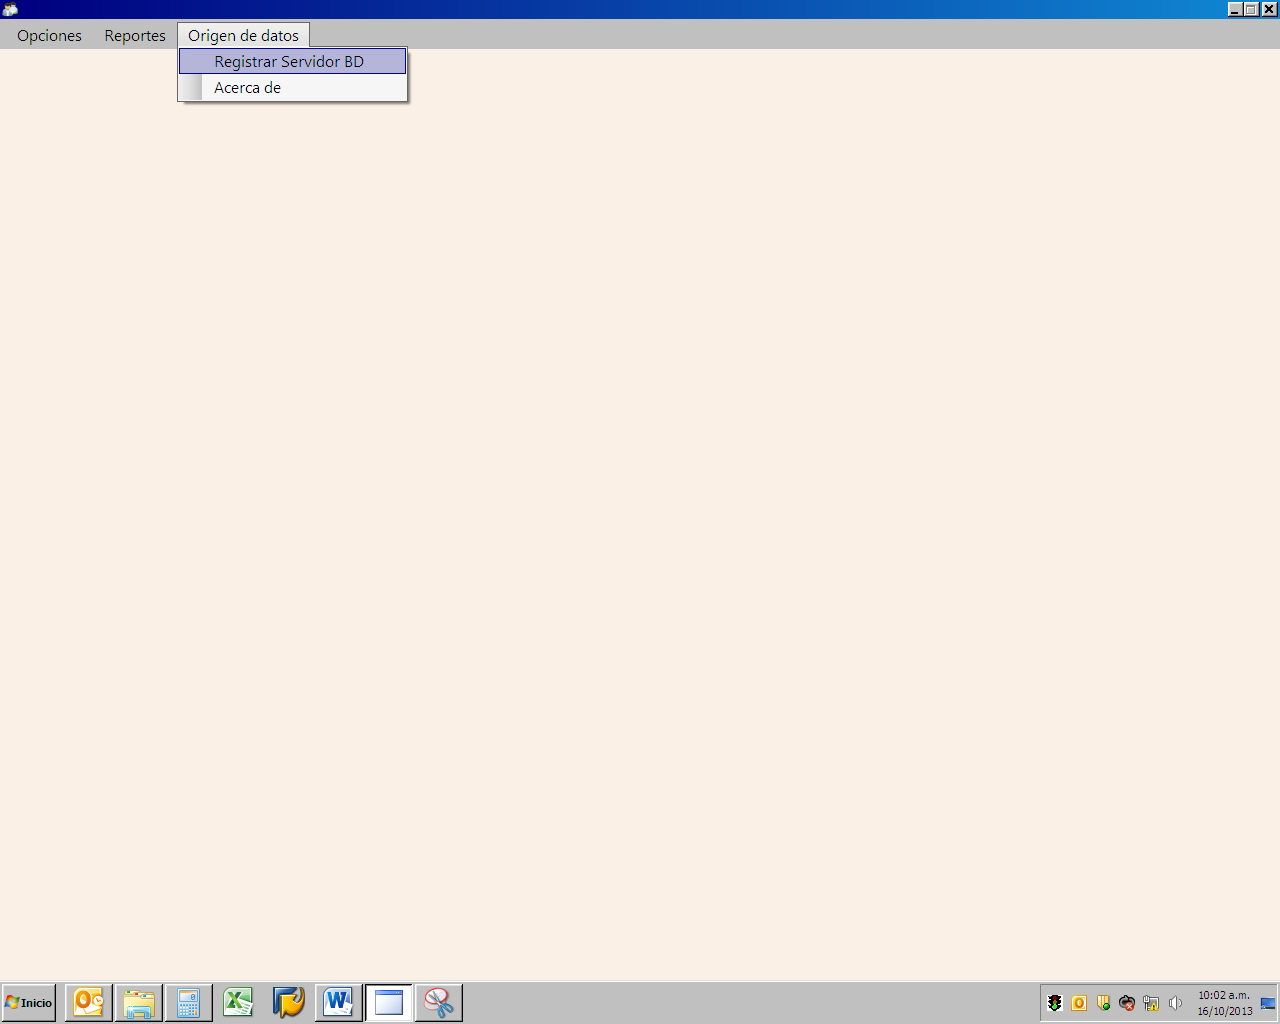 Opciones Reportes Origen de datos
Registrar Servidor BD
Acerca de
Inicio
10:02 a.m.
16/10/2013